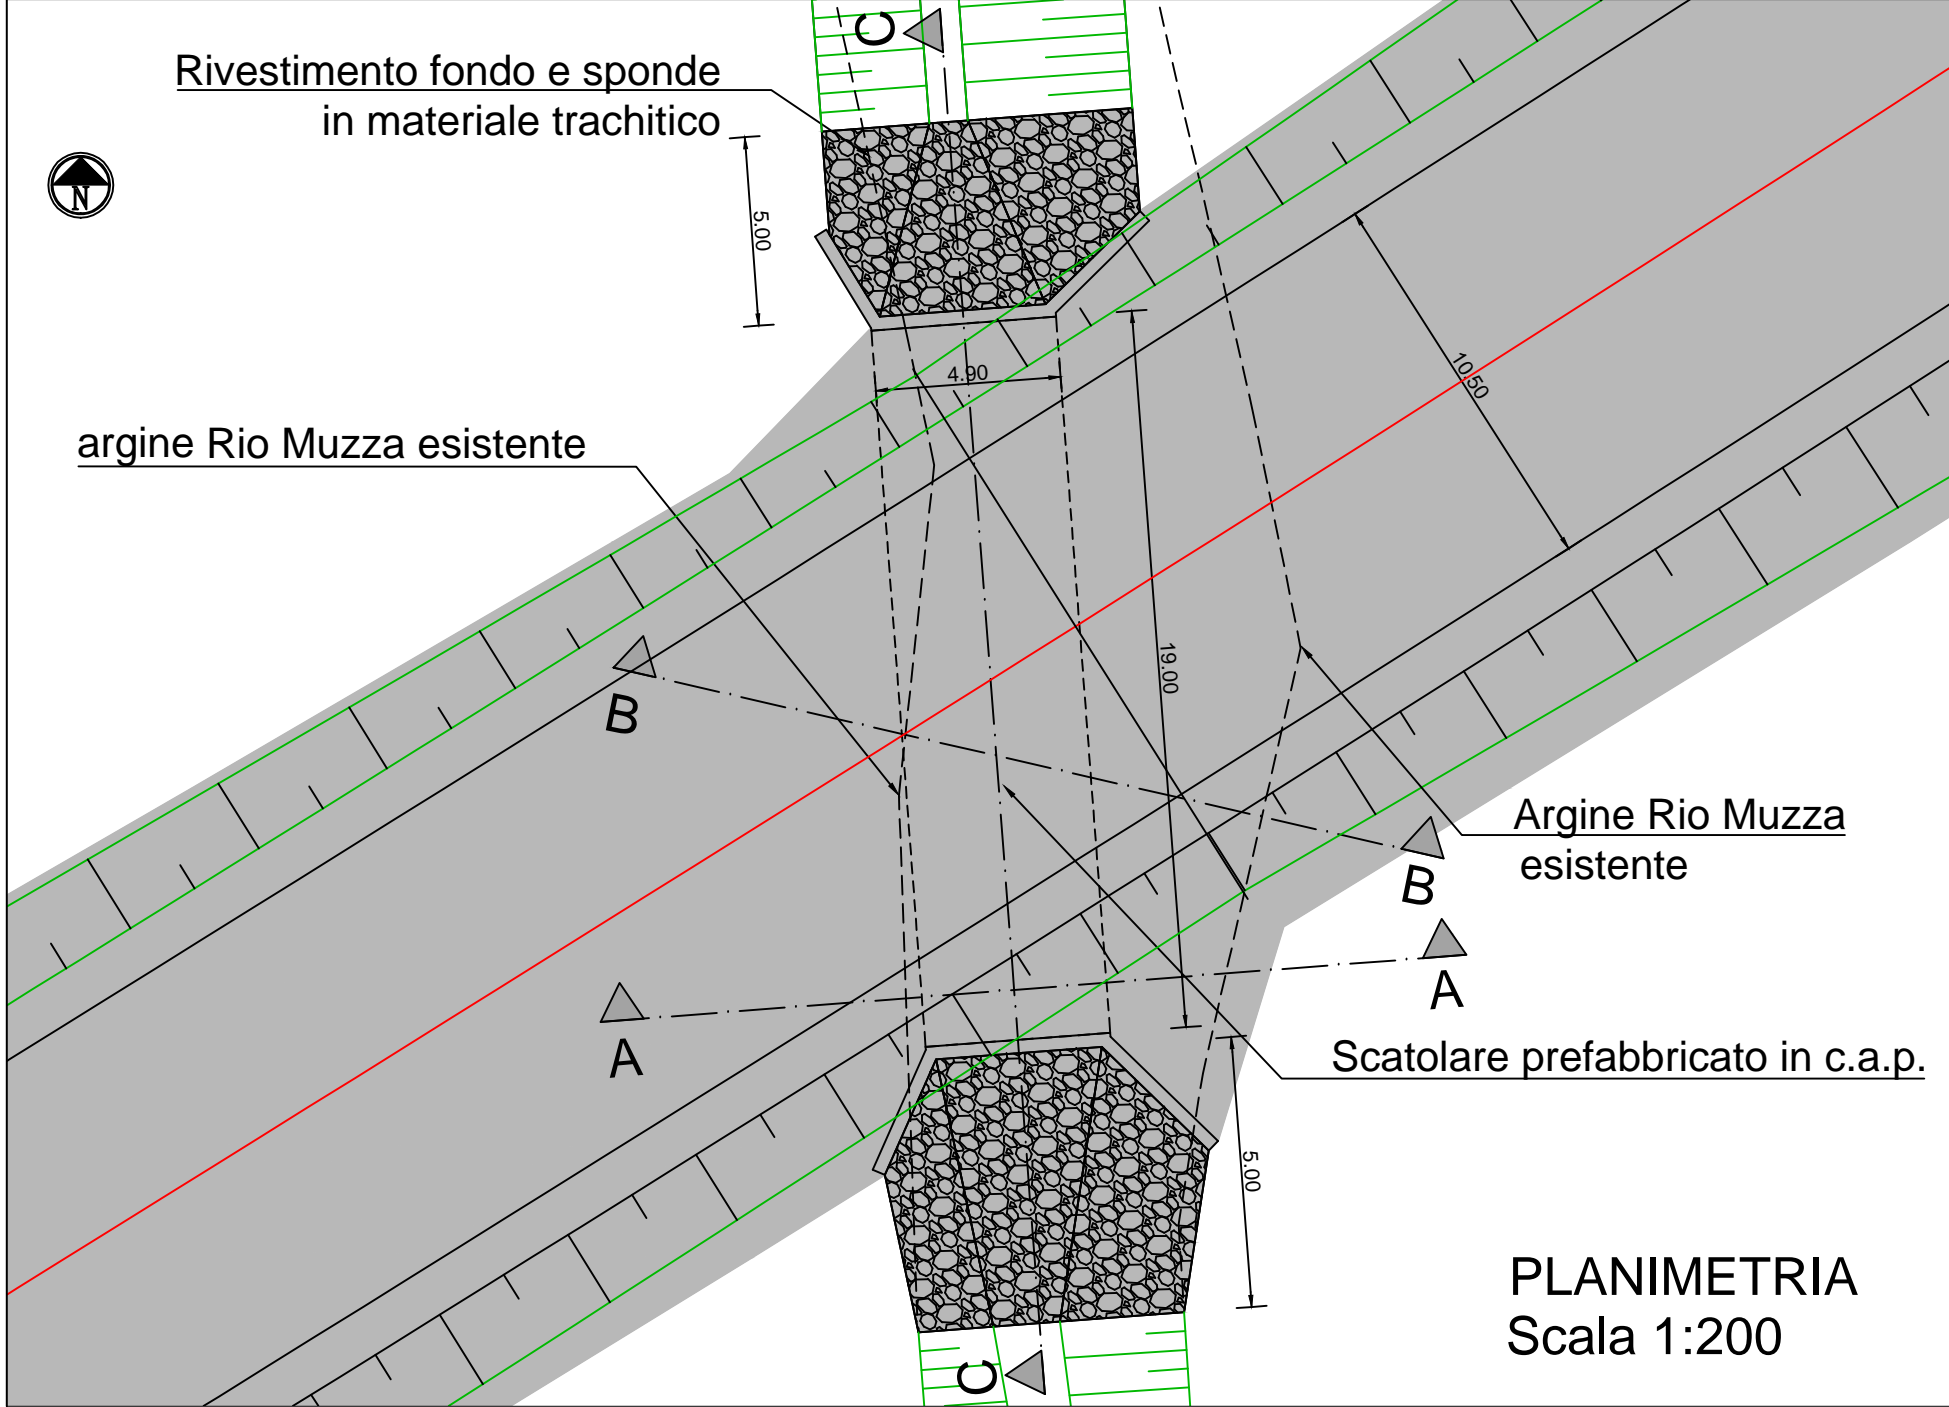 C
Rivestimento fondo e sponde
in materiale trachitico
N
5.00
4.90
10.50
argine Rio Muzza esistente
19.00
B
Argine Rio Muzza
esistente
B
A
A
Scatolare prefabbricato in c.a.p.
5.00
PLANIMETRIA
Scala 1:200
C